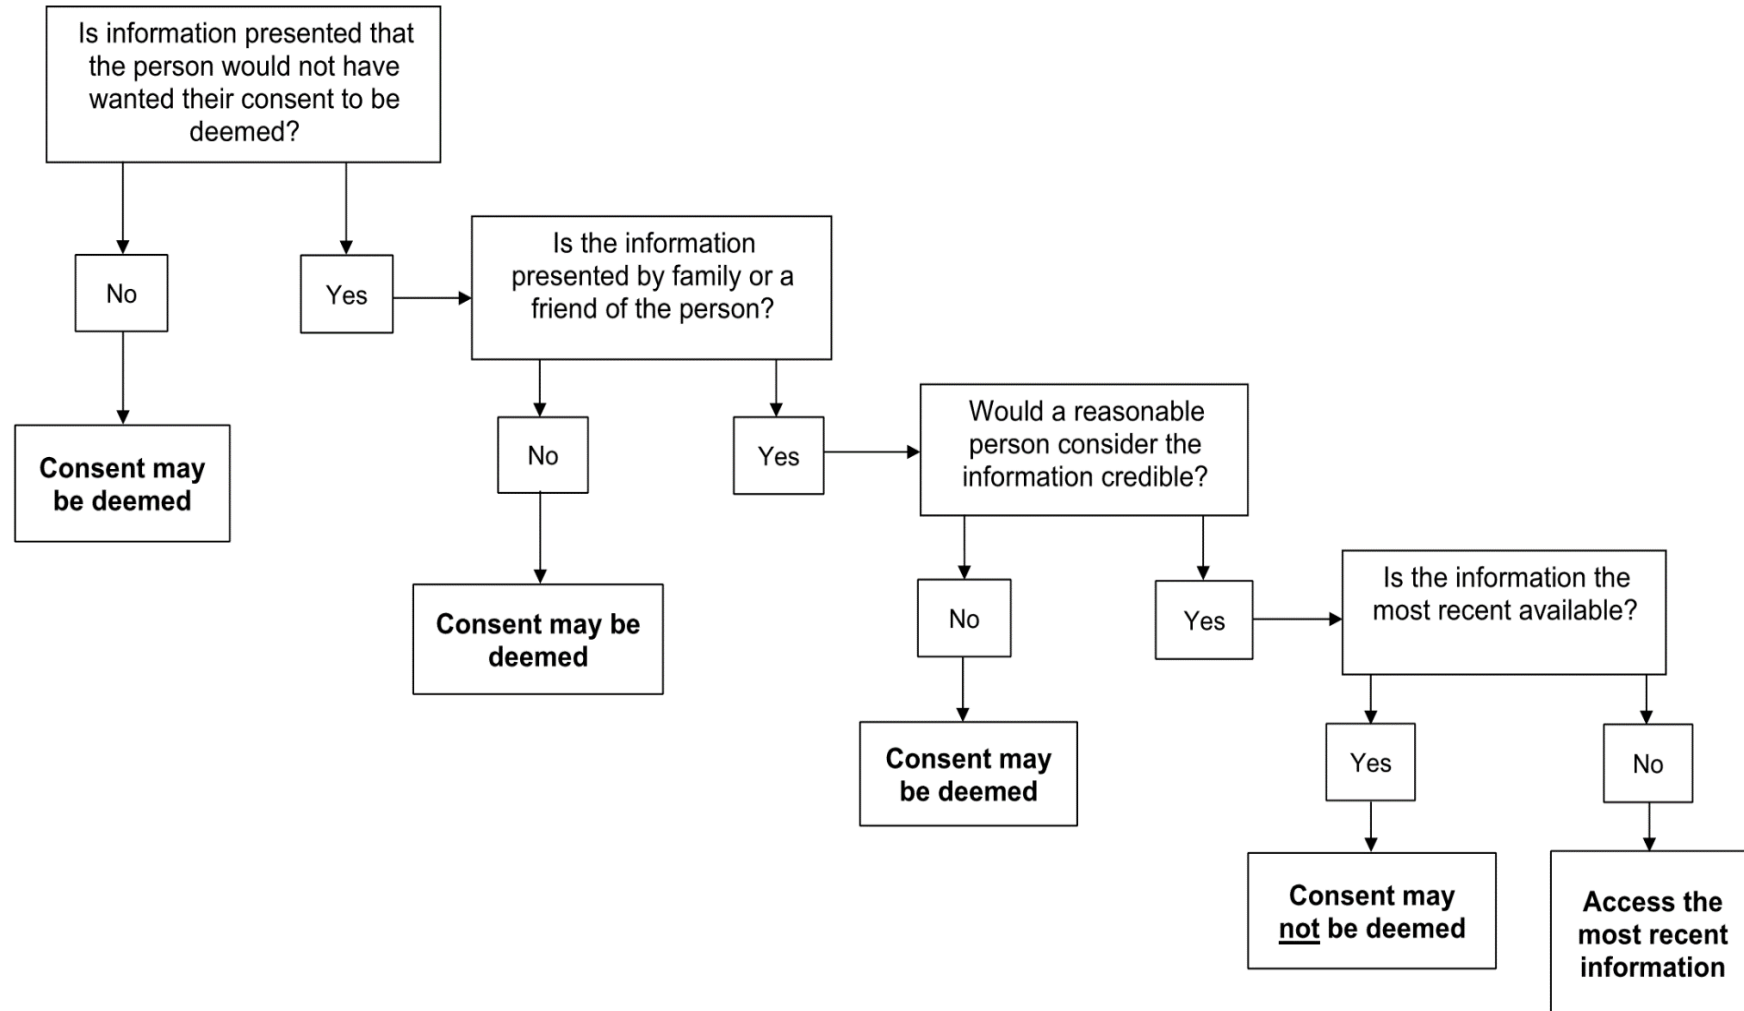 Is information presented that
the person would not have
wanted their consent to be
deemed?
No
Yes
Consent may
be deemed
Is the information
presented by family or a
friend of the person?
No
Yes
Consent may be
deemed
Would a reasonable
person consider the
information credible?
No
Yes
Consent may
be deemed
Is the information the
most recent available?
Yes
No
Consent may
not be deemed
Access the
most recent
information